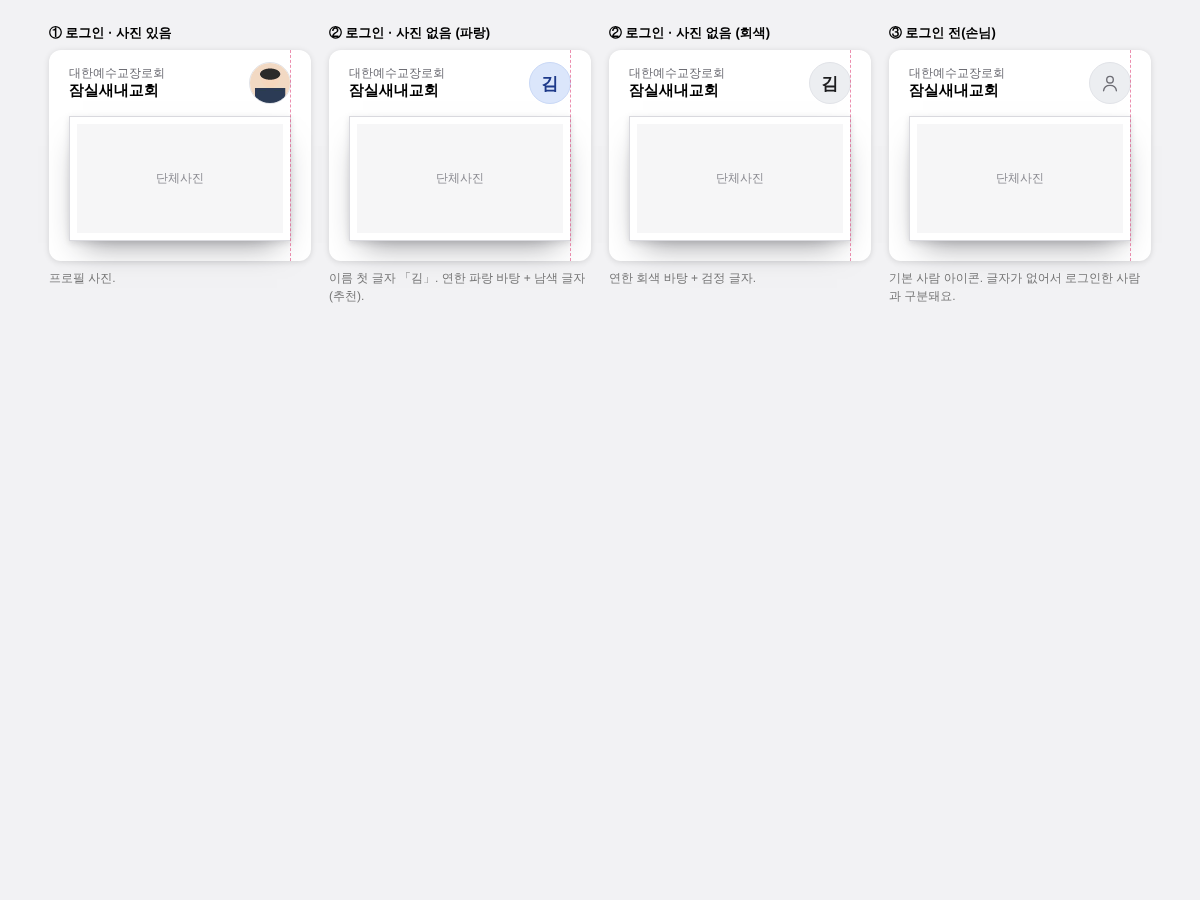 ① 로그인 · 사진 있음
대한예수교장로회
잠실새내교회
단체사진
프로필 사진.
② 로그인 · 사진 없음 (파랑)
대한예수교장로회
잠실새내교회
김
단체사진
이름 첫 글자 「김」. 연한 파랑 바탕 + 남색 글자
(추천).
② 로그인 · 사진 없음 (회색)
대한예수교장로회
잠실새내교회
김
단체사진
연한 회색 바탕 + 검정 글자.
③ 로그인 전(손님)
대한예수교장로회
잠실새내교회
단체사진
기본 사람 아이콘. 글자가 없어서 로그인한 사람
과 구분돼요.